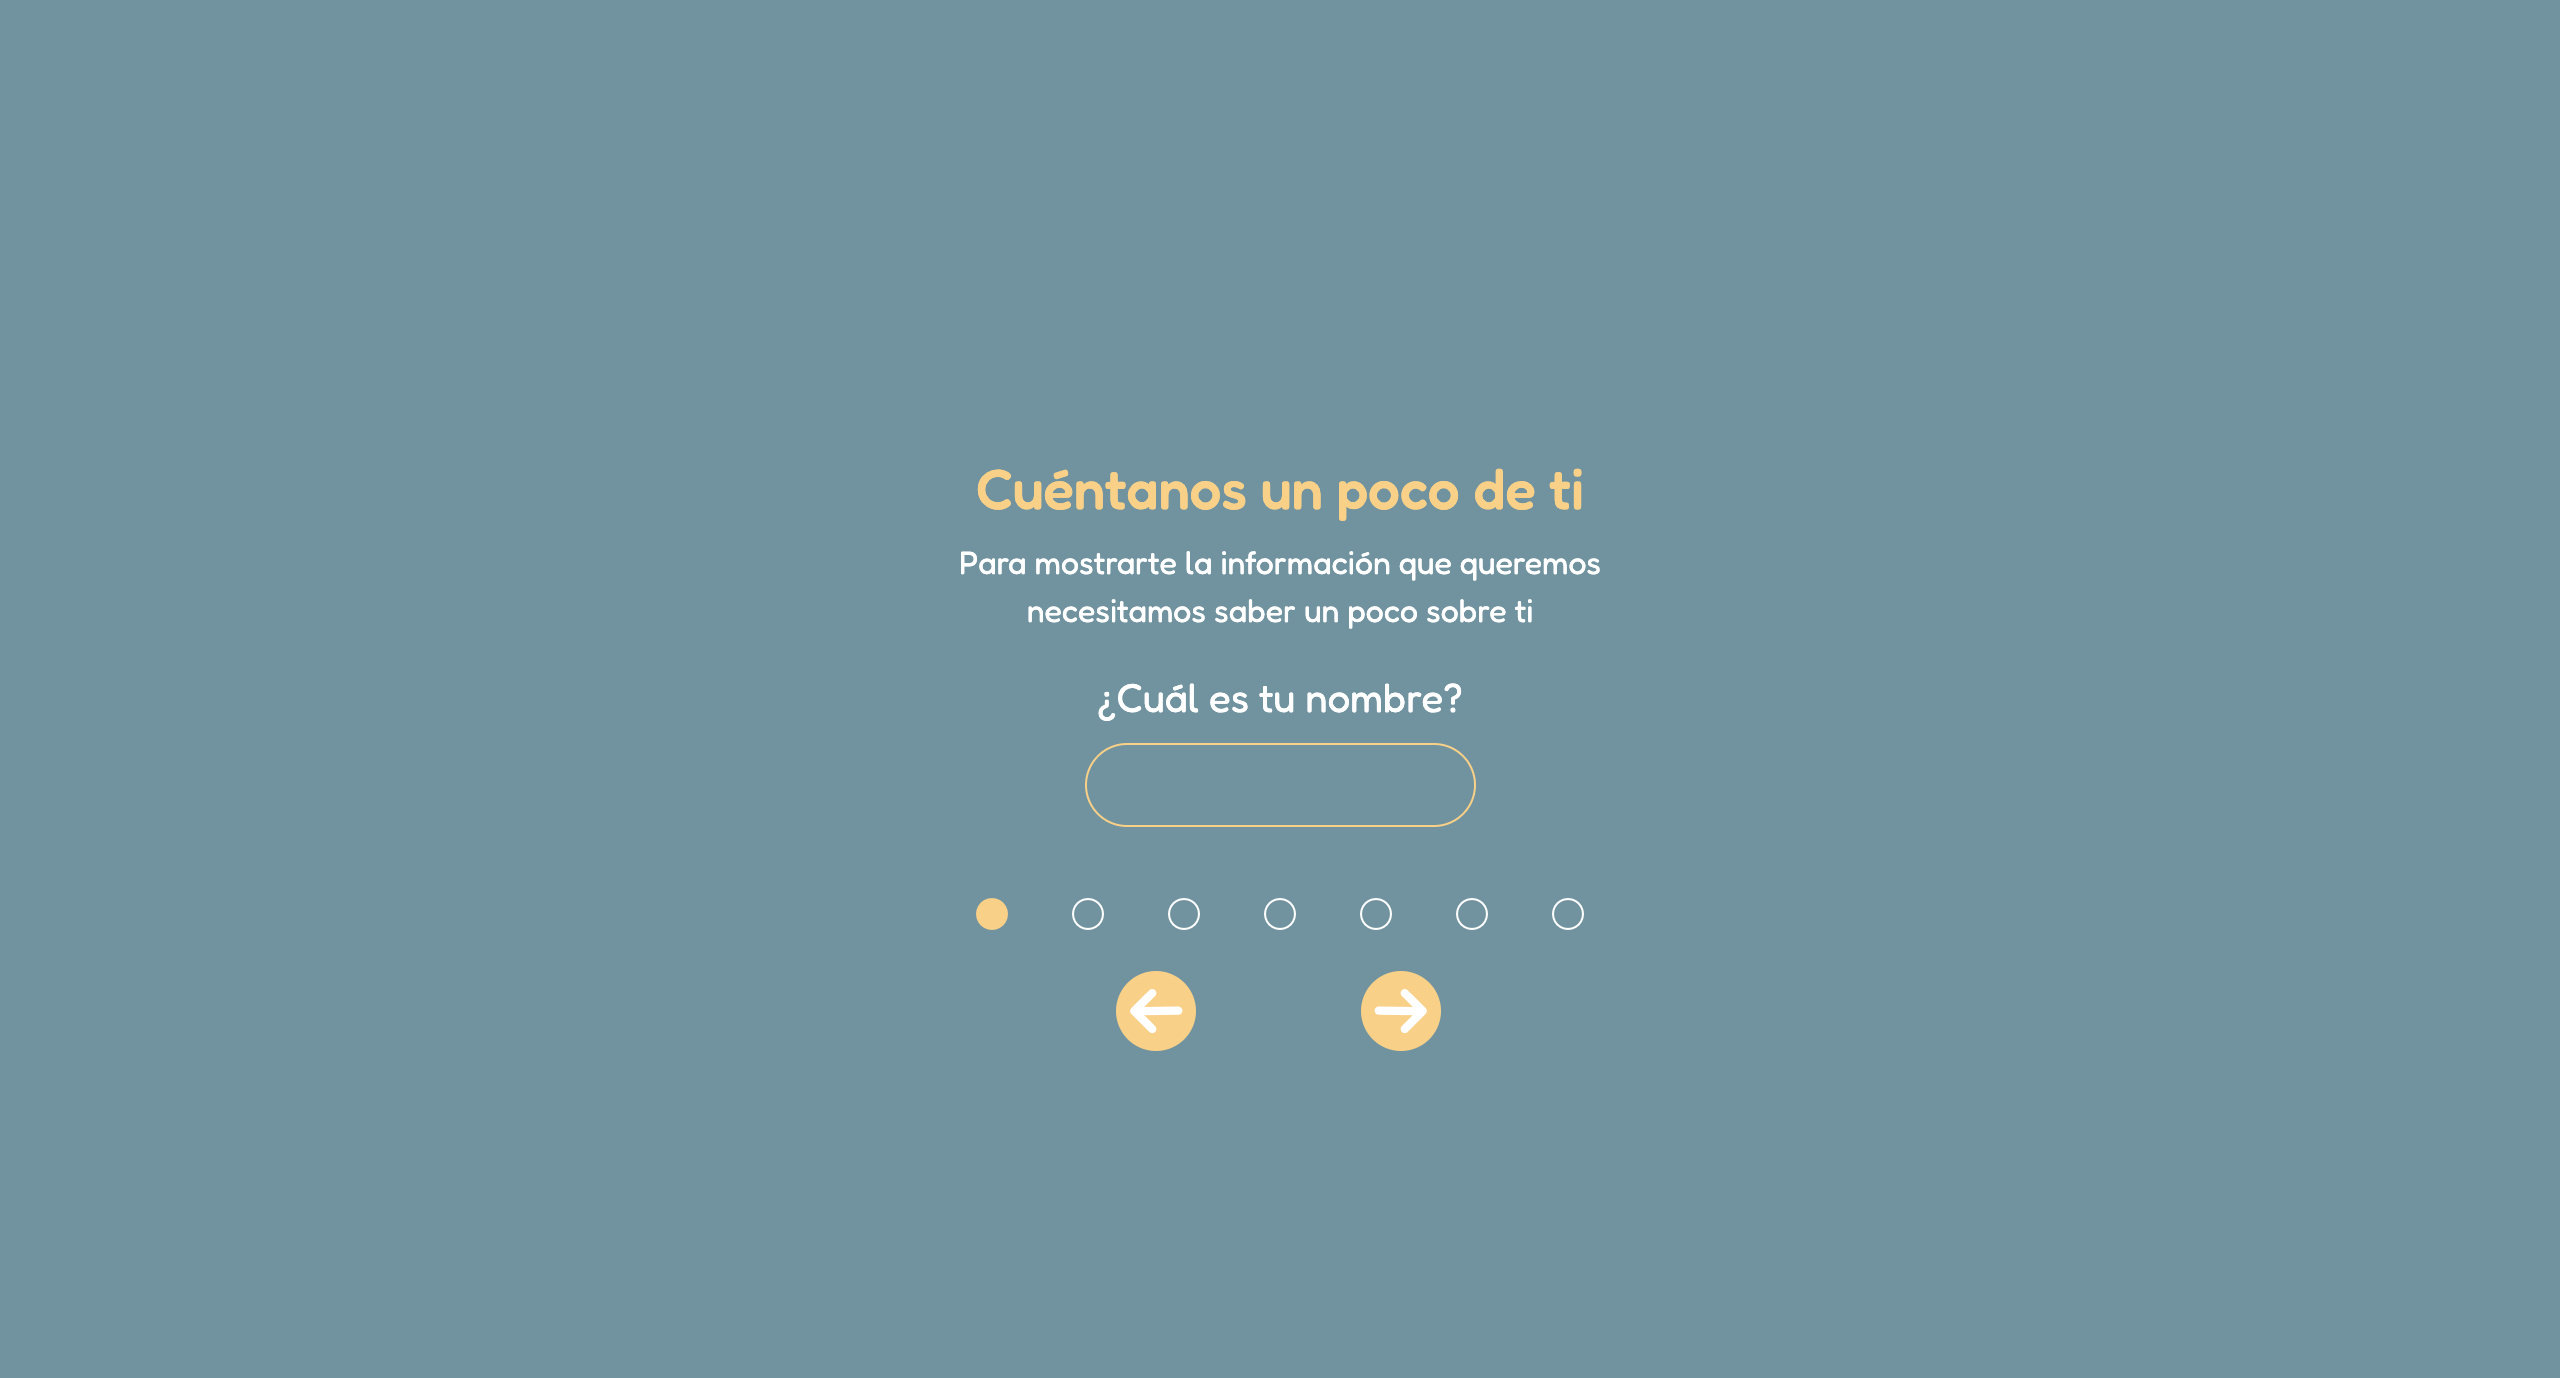 Cuéntanos un poco de ti
Para mostrarte la información que queremos
necesitamos saber un poco sobre ti
¿Cuál es tu nombre?